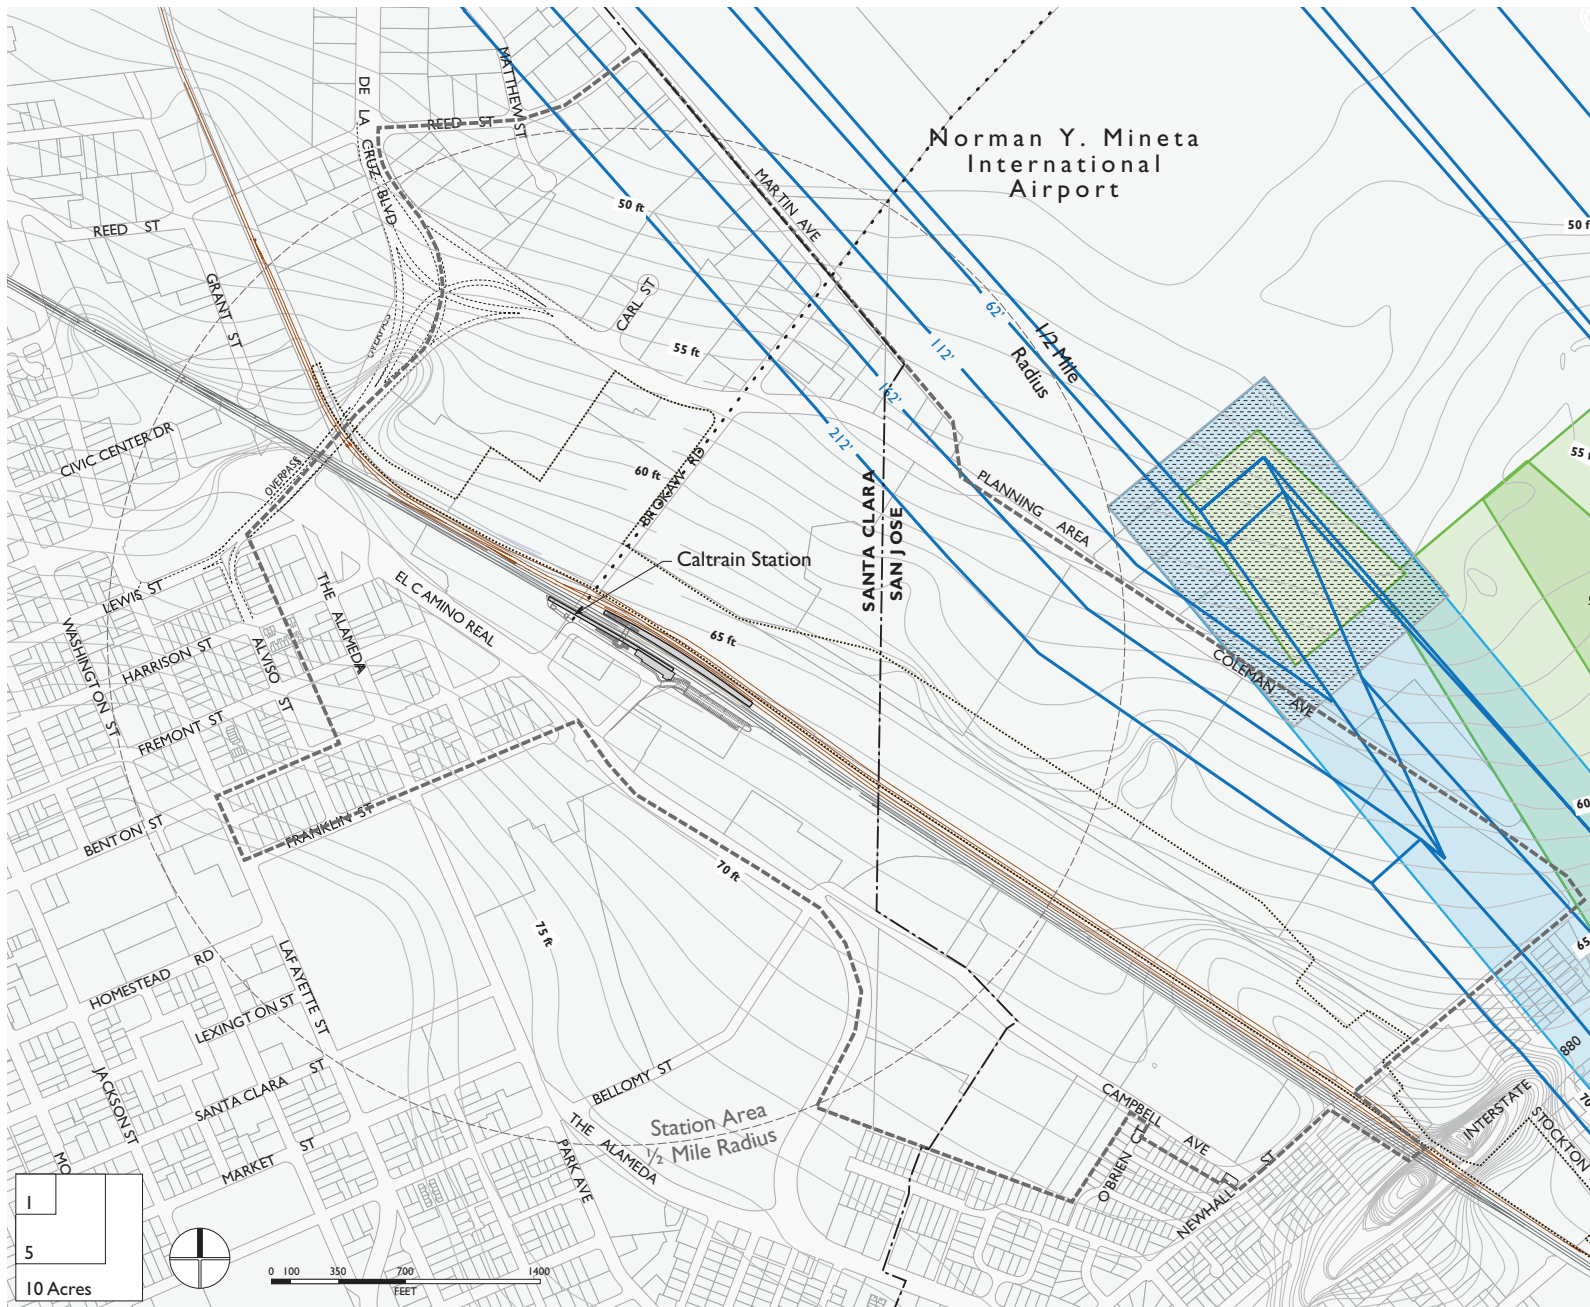 DE LA CRUZ BLVD
MATTHEW ST
REED ST
Norman Y. Mineta
International
Airport
MARTIN AVE
50 ft
50 f
REED ST
GRANT ST
CARL ST
OVERPASS
55 ft
62'
112'
162'
212'
1/2 Mile
Radius
CIVIC CENTER DR
OVERPASS
60 ft
BROKAW RD
SANTA CLARA
SAN JOSE
PLANNING AREA
55
Caltrain Station
LEWIS ST
THE ALAMEDA
EL CAMINO REAL
65 ft
WASHINGTON ST
HARRISON ST
ALVISO ST
COLEMAN AVE
FREMONT ST
60
BENTON ST
FRANKLIN ST
70 ft
75 ft
65
HOMESTEAD RD
LAFAYETTE ST
LEXINGTON ST
880
JACKSON ST
SANTA CLARA ST
BELLOMY ST
THE ALAMEDA
Station Area
½ Mile Radius
CAMPBELL AVE
INTERSTATE
STOCKTON
70
MARKET ST
PARK AVE
O'BRIEN CT
NEWHALL ST
MO
1
5
10 Acres
0 100 350 700 1400
FEET